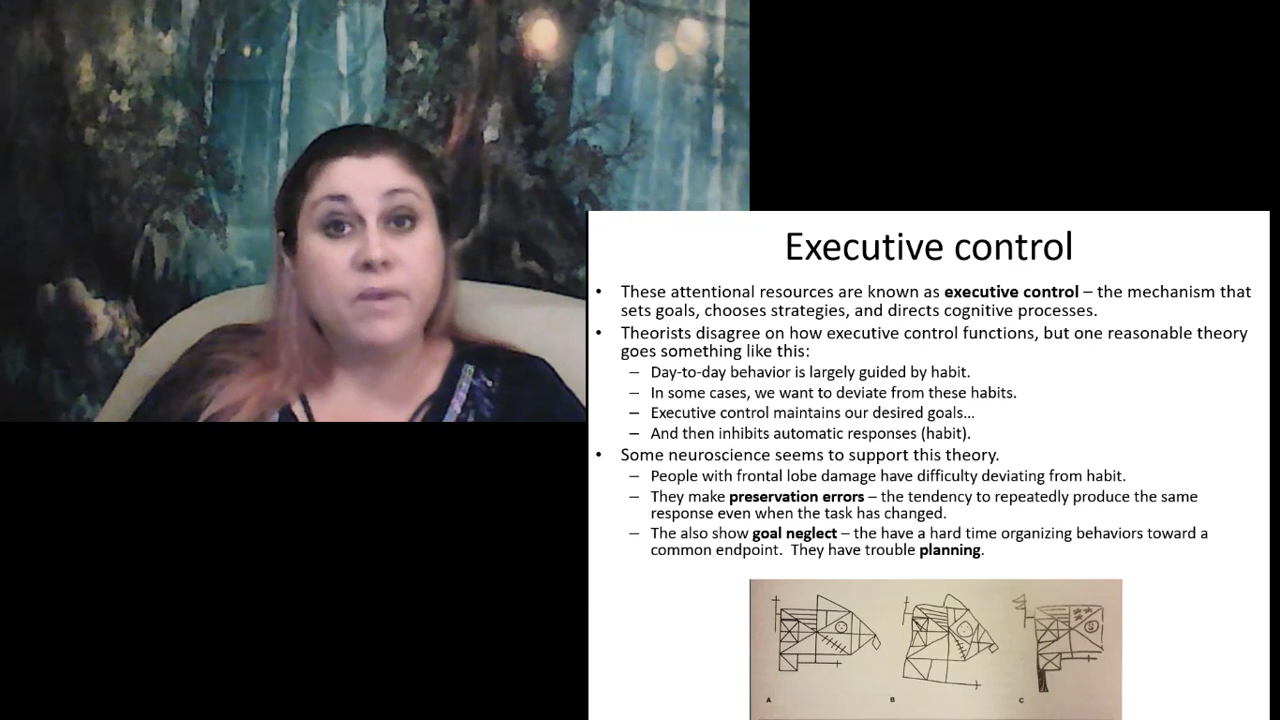 Executive control
• These attentional resources are known as executive control – the mechanism that
sets goals, chooses strategies, and directs cognitive processes.
• Theorists disagree on how executive control functions, but one reasonable theory
goes something like this:
– Day-to-day behavior is largely guided by habit.
– In some cases, we want to deviate from these habits.
– Executive control maintains our desired goals…
– And then inhibits automatic responses (habit).
• Some neuroscience seems to support this theory.
– People with frontal lobe damage have difficulty deviating from habit.
– They make preservation errors – the tendency to repeatedly produce the same
response even when the task has changed.
– The also show goal neglect – the have a hard time organizing behaviors toward a
common endpoint. They have trouble planning.
A B C